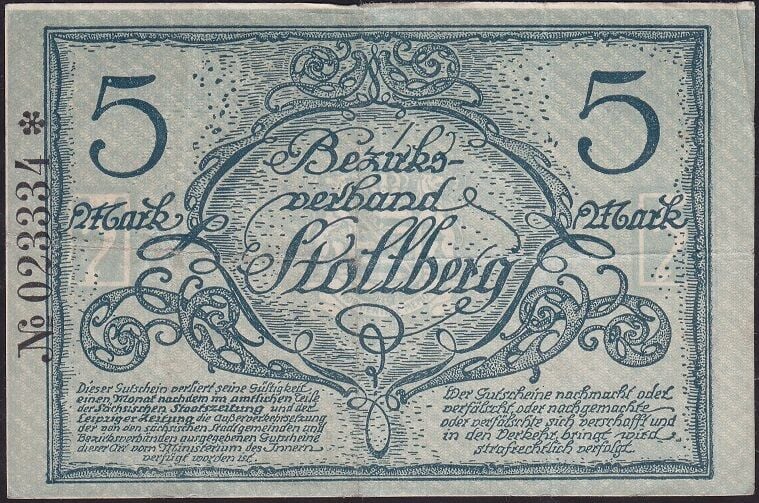 5
5
Bezirks-
verband
Stollberg
Mark
Mark
№ 023334 *
Dieser Gutschein verliert seine Gültigkeit
einen Monat nachdem im amtlichen Teile
der Sächsischen Staatszeitung und der
Leipziger Zeitung die Außerverkehrsetzung
der von den sächsischen Stadtgemeinden und
Bezirksverbänden ausgegebenen Gutscheine
dieser Art vom Ministerium des Innern
verfügt worden ist.
Wer Gutscheine nachmacht oder
verfälscht, oder nachgemachte
oder verfälschte sich verschafft und
in den Verkehr bringt wird
strafrechtlich verfolgt.